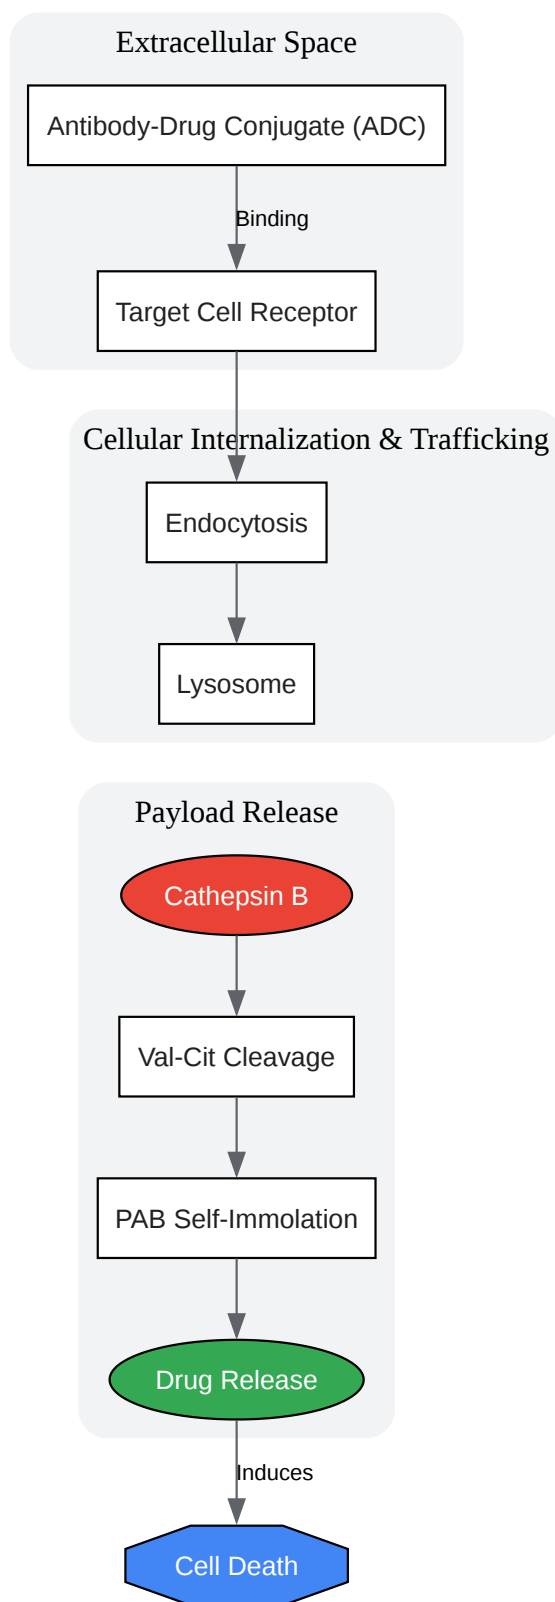 Extracellular Space
Antibody-Drug Conjugate (ADC)
Binding
Target Cell Receptor
Cellular Internalization & Trafficking
Endocytosis
Lysosome
Payload Release
Cathepsin B
Val-Cit Cleavage
PAB Self-Immolation
Drug Release
Induces
Cell Death